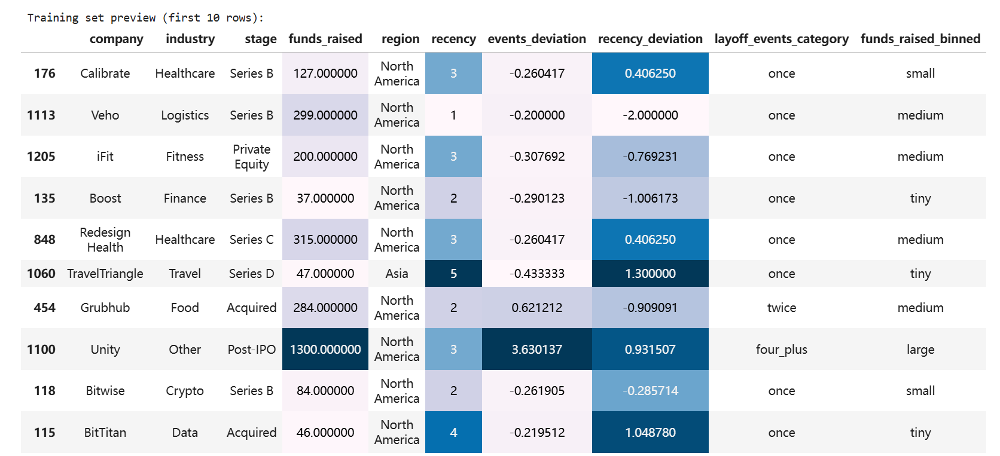 Training set preview (first 10 rows):
company industry stage funds_raised region recency events_deviation recency_deviation layoff_events_category funds_raised_binned
176 Calibrate Healthcare Series B 127.000000 North America 3 -0.260417 0.406250 once small
1113 Veho Logistics Series B 299.000000 North America 1 -0.200000 -2.000000 once medium
1205 iFit Fitness Private Equity 200.000000 North America 3 -0.307692 -0.769231 once medium
135 Boost Finance Series B 37.000000 North America 2 -0.290123 -1.006173 once tiny
848 Redesign Health Healthcare Series C 315.000000 North America 3 -0.260417 0.406250 once medium
1060 TravelTriangle Travel Series D 47.000000 Asia 5 -0.433333 1.300000 once tiny
454 Grubhub Food Acquired 284.000000 North America 2 0.621212 -0.909091 twice medium
1100 Unity Other Post-IPO 1300.000000 North America 3 3.630137 0.931507 four_plus large
118 Bitwise Crypto Series B 84.000000 North America 2 -0.261905 -0.285714 once small
115 BitTitan Data Acquired 46.000000 North America 4 -0.219512 1.048780 once tiny